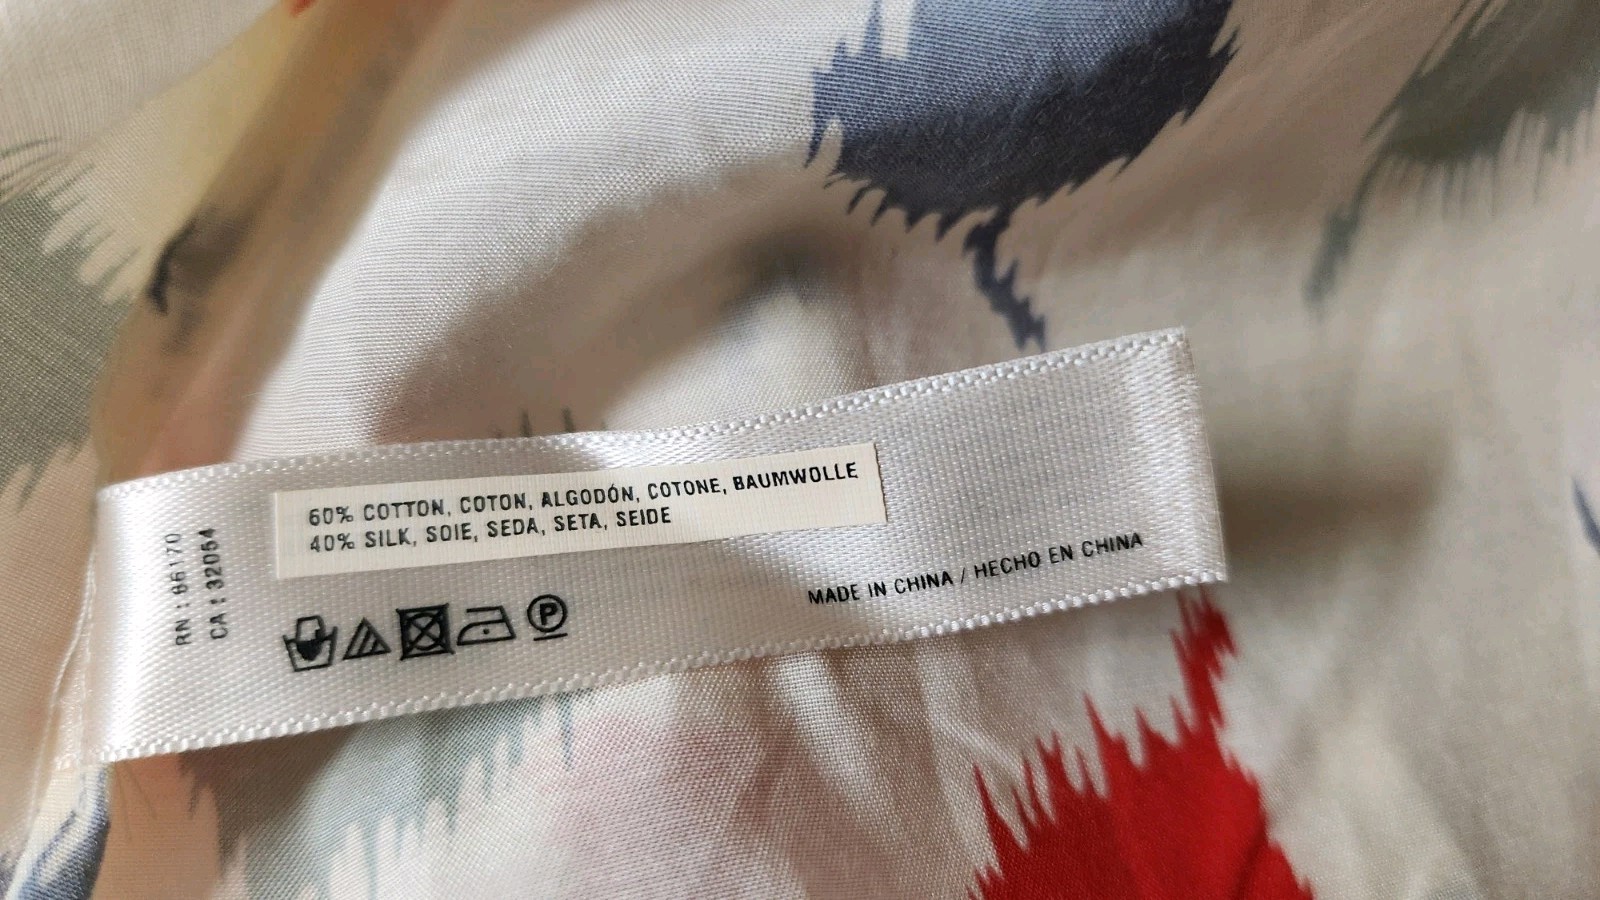 RN : 66170
CA : 32054
60% COTTON, COTON, ALGODÓN, COTONE, BAUMWOLLE
40% SILK, SOIE, SEDA, SETA, SEIDE
P
MADE IN CHINA / HECHO EN CHINA